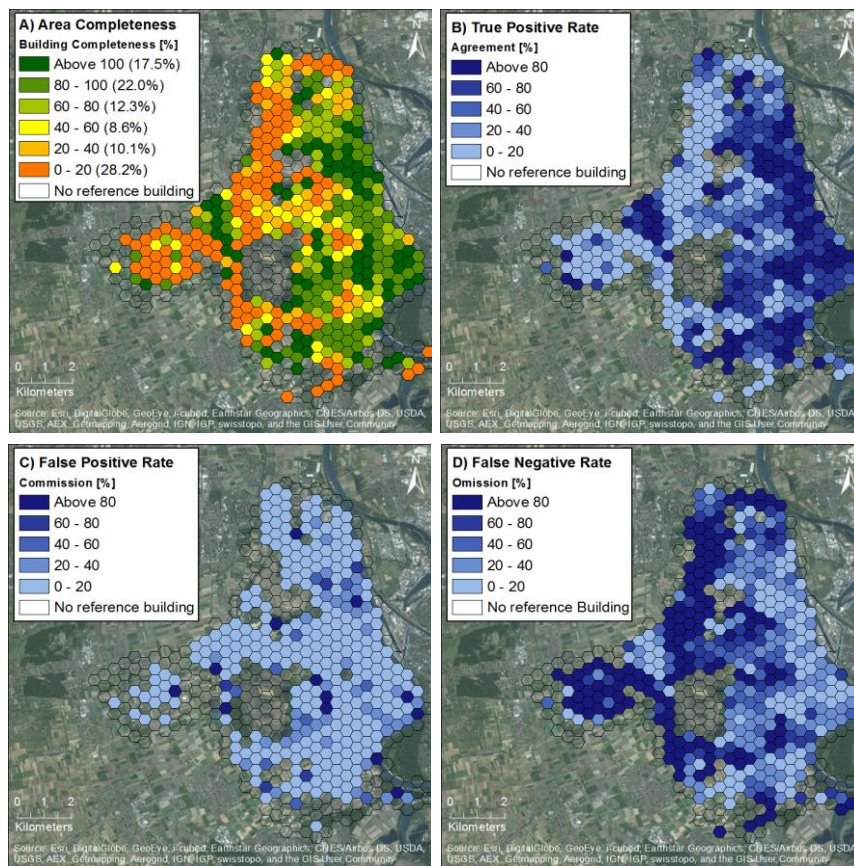 A) Area Completeness
Building Completeness [%]
Above 100 (17.5%)
80 - 100 (22.0%)
60 - 80 (12.3%)
40 - 60 (8.6%)
20 - 40 (10.1%)
0 - 20 (28.2%)
No reference building
0 1 2
Kilometers
Source: Esri, DigitalGlobe, GeoEye, i-cubed, Earthstar Geographics, CNES/Airbus DS, USDA,
USGS, AEX, Getmapping, Aerogrid, IGN, IGP, swisstopo, and the GIS User Community
B) True Positive Rate
Agreement [%]
Above 80
60 - 80
40 - 60
20 - 40
0 - 20
No reference building
0 1 2
Kilometers
Source: Esri, DigitalGlobe, GeoEye, i-cubed, Earthstar Geographics, CNES/Airbus DS, USDA,
USGS, AEX, Getmapping, Aerogrid, IGN, IGP, swisstopo, and the GIS User Community
C) False Positive Rate
Commission [%]
Above 80
60 - 80
40 - 60
20 - 40
0 - 20
No reference building
0 1 2
Kilometers
Source: Esri, DigitalGlobe, GeoEye, i-cubed, Earthstar Geographics, CNES/Airbus DS, USDA,
USGS, AEX, Getmapping, Aerogrid, IGN, IGP, swisstopo, and the GIS User Community
D) False Negative Rate
Omission [%]
Above 80
60 - 80
40 - 60
20 - 40
0 - 20
No reference Building
0 1 2
Kilometers
Source: Esri, DigitalGlobe, GeoEye, i-cubed, Earthstar Geographics, CNES/Airbus DS, USDA,
USGS, AEX, Getmapping, Aerogrid, IGN, IGP, swisstopo, and the GIS User Community